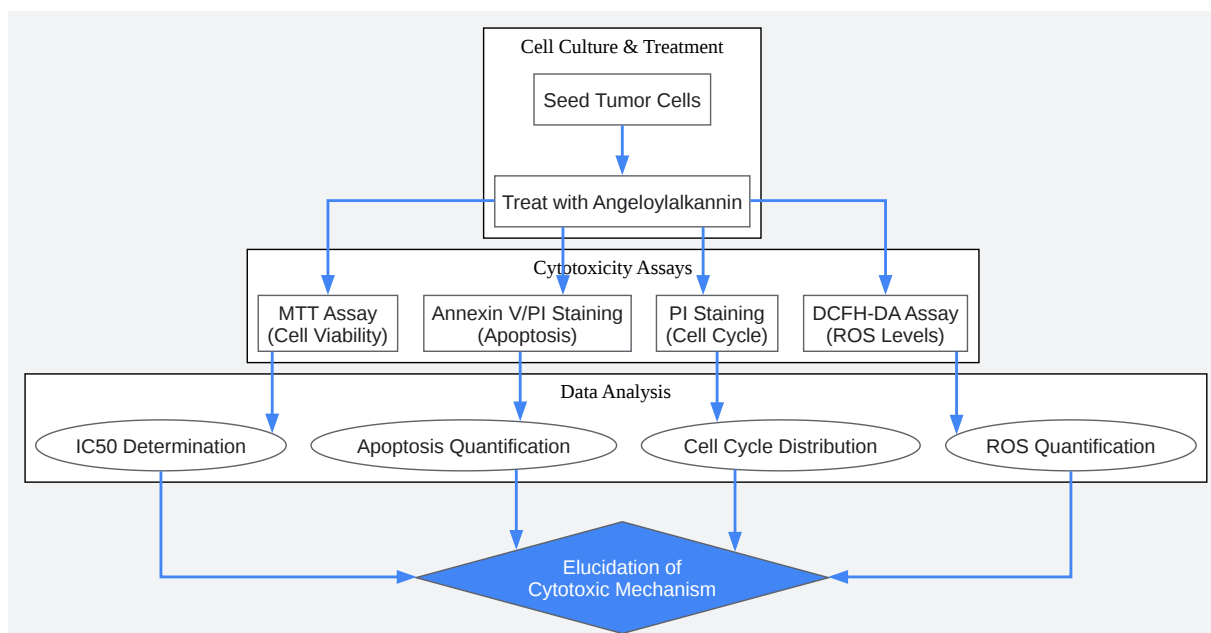 Cell Culture & Treatment
Seed Tumor Cells
Treat with Angeloylalkannin
Cytotoxicity Assays
MTT Assay
(Cell Viability)
Annexin V/PI Staining
(Apoptosis)
PI Staining
(Cell Cycle)
DCFH-DA Assay
(ROS Levels)
Data Analysis
IC50 Determination
Apoptosis Quantification
Cell Cycle Distribution
ROS Quantification
Elucidation of
Cytotoxic Mechanism